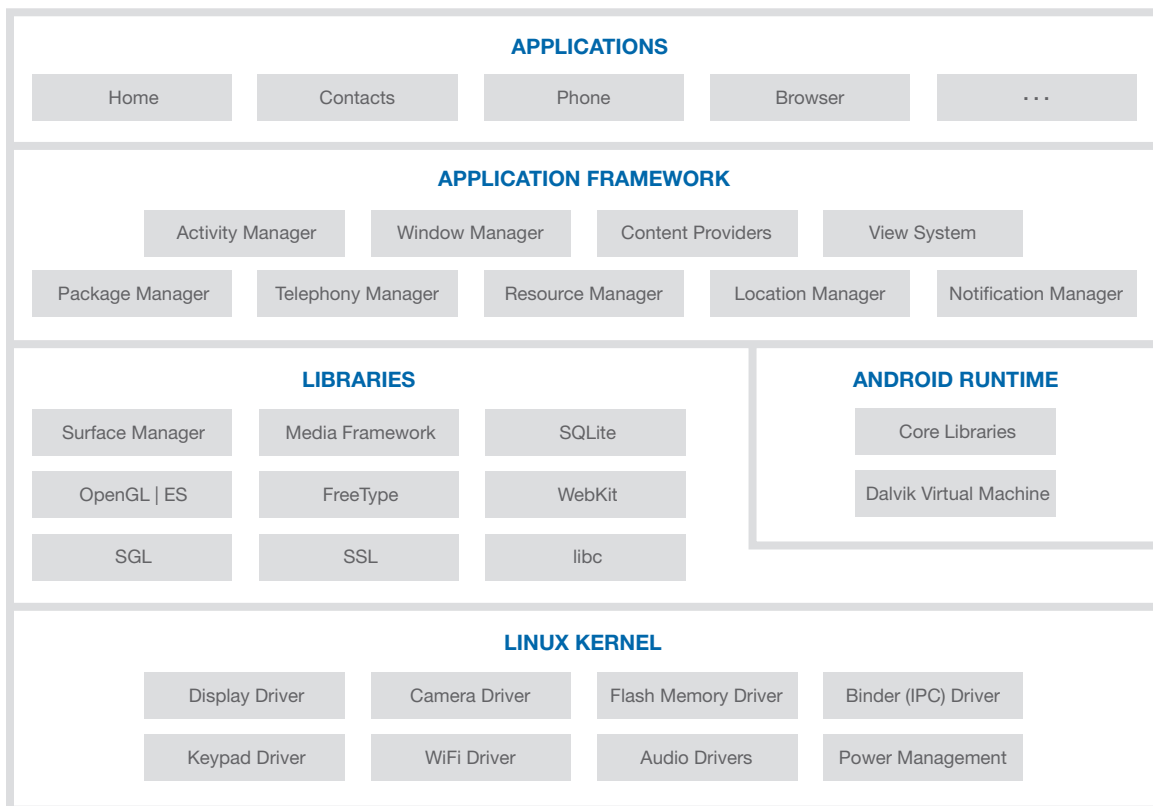 APPLICATIONS
Home Contacts Phone Browser ...
APPLICATION FRAMEWORK
Activity Manager Window Manager Content Providers View System
Package Manager Telephony Manager Resource Manager Location Manager Notification Manager
LIBRARIES
Surface Manager Media Framework SQLite
OpenGL | ES FreeType WebKit
SGL SSL libc
ANDROID RUNTIME
Core Libraries
Dalvik Virtual Machine
LINUX KERNEL
Display Driver Camera Driver Flash Memory Driver Binder (IPC) Driver
Keypad Driver WiFi Driver Audio Drivers Power Management